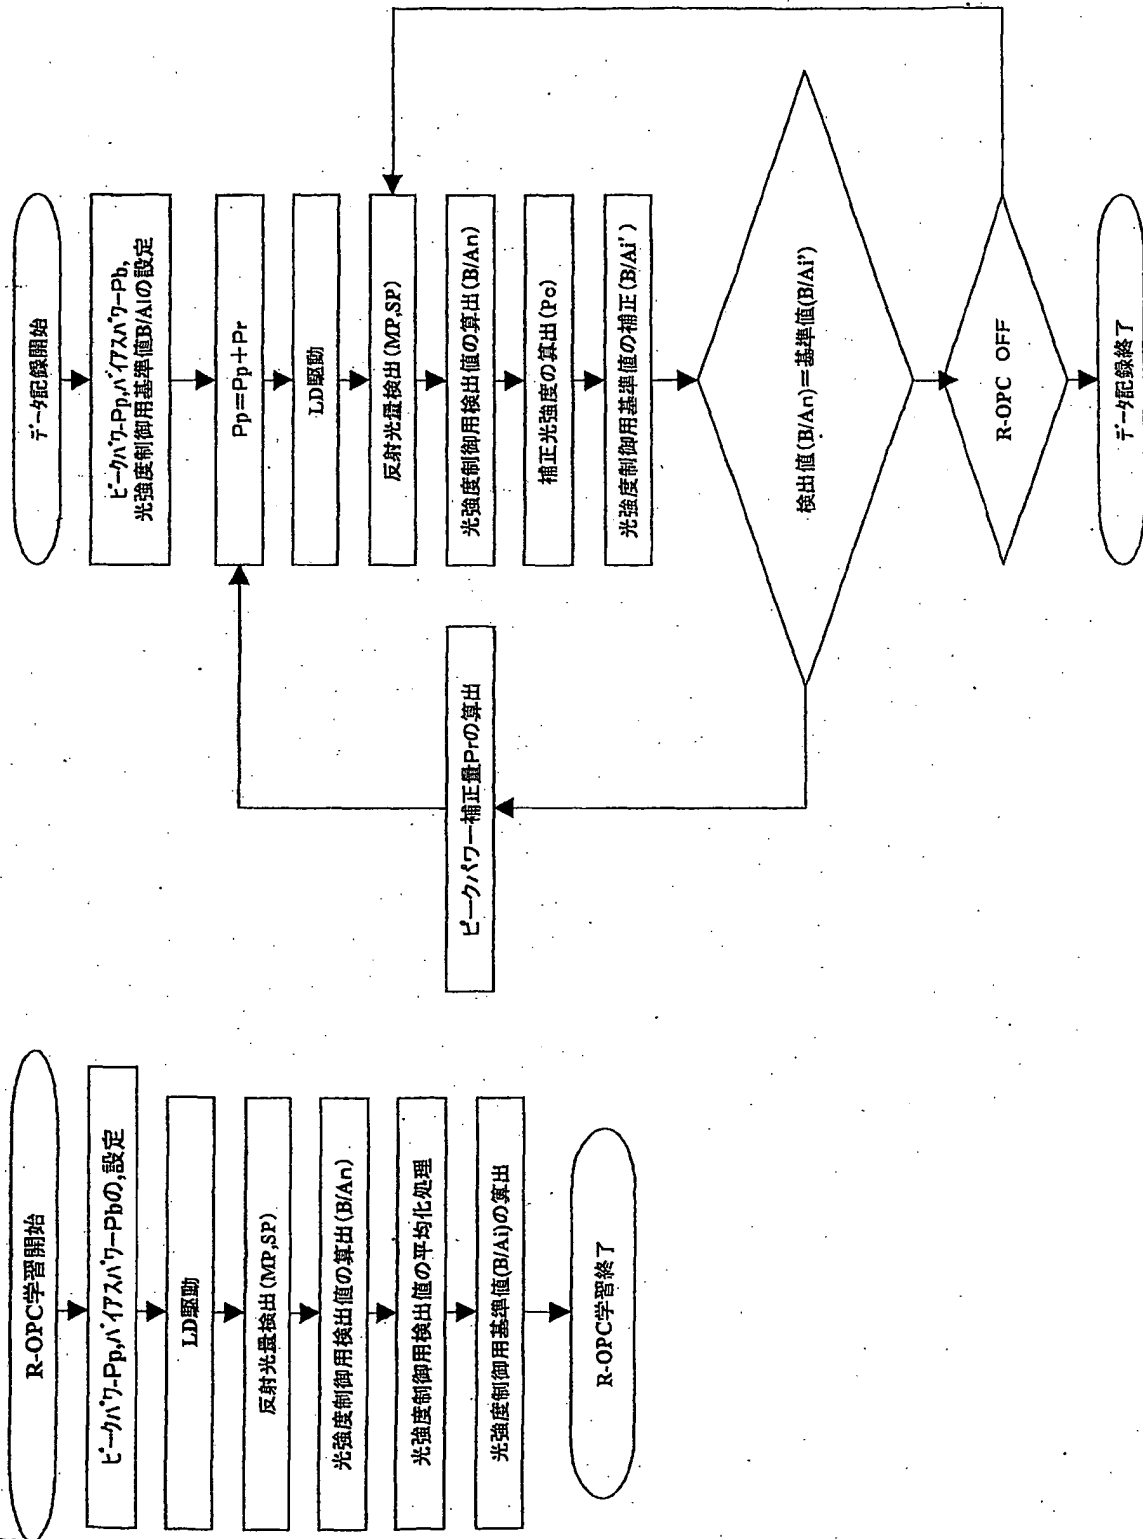 R-OPC学習開始
ピークパワーPp,バイアスパワーPbの,設定
LD駆動
反射光量検出(MP,SP)
光強度制御用検出値の算出(B/An)
光強度制御用検出値の平均化処理
光強度制御用基準値(B/Ai)の算出
R-OPC学習終了
データ記録開始
ピークパワーPp,バイアスパワーPb,
光強度制御用基準値B/Aiの設定
Pp=Pp+Pr
LD駆動
反射光量検出(MP,SP)
光強度制御用検出値の算出(B/An)
補正光強度の算出(Pc)
光強度制御用基準値の補正(B/Ai')
検出値(B/An)=基準値(B/Ai')
ピークパワー補正量Prの算出
R-OPC OFF
データ記録終了